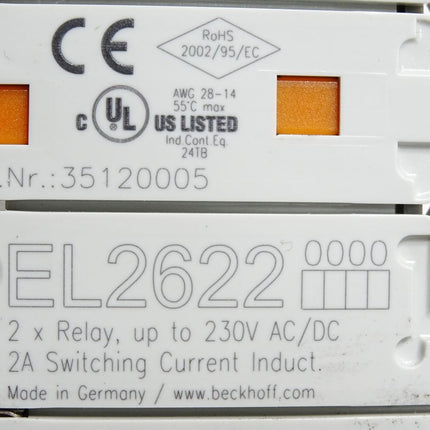 CE
RoHS
2002/95/EC
AWG 28-14
55°C max
C UL US LISTED
Ind.Cont.Eq.
24TB
.Nr.:35120005
EL2622
0000
2 x Relay, up to 230V AC/DC
2A Switching Current Induct.
Made in Germany / www.beckhoff.com